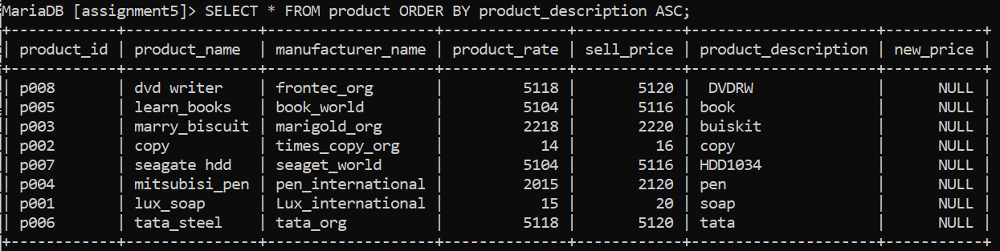 MariaDB [assignment5]> SELECT * FROM product ORDER BY product_description ASC;
+------------+---------------+-------------------+--------------+------------+---------------------+-----------+
| product_id | product_name  | manufacturer_name | product_rate | sell_price | product_description | new_price |
+------------+---------------+-------------------+--------------+------------+---------------------+-----------+
| p008       | dvd writer    | frontec_org       |         5118 |       5120 |  DVDRW              |      NULL |
| p005       | learn_books   | book_world        |         5104 |       5116 | book                |      NULL |
| p003       | marry_biscuit | marigold_org      |         2218 |       2220 | buiskit             |      NULL |
| p002       | copy          | times_copy_org    |           14 |         16 | copy                |      NULL |
| p007       | seagate hdd   | seaget_world      |         5104 |       5116 | HDD1034             |      NULL |
| p004       | mitsubisi_pen | pen_international |         2015 |       2120 | pen                 |      NULL |
| p001       | lux_soap      | Lux_international |           15 |         20 | soap                |      NULL |
| p006       | tata_steel    | tata_org          |         5118 |       5120 | tata                |      NULL |
+------------+---------------+-------------------+--------------+------------+---------------------+-----------+